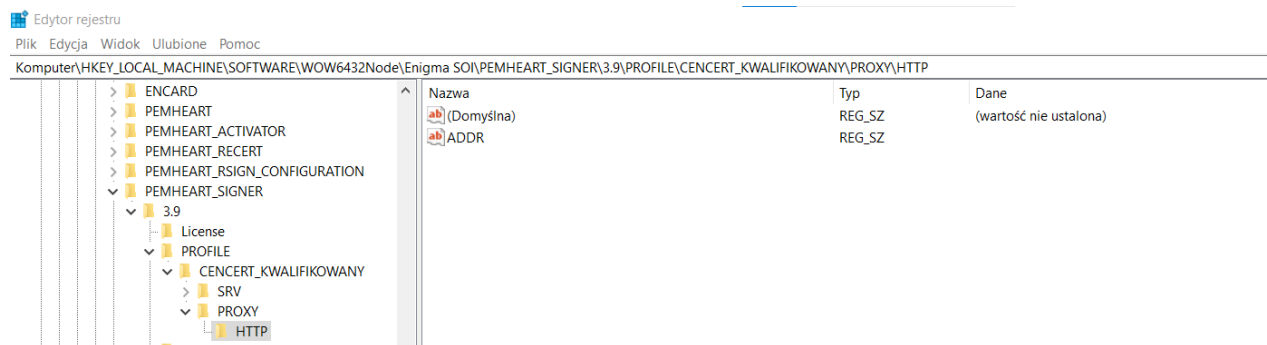 Edytor rejestru
Plik Edycja Widok Ulubione Pomoc
Komputer\HKEY_LOCAL_MACHINE\SOFTWARE\WOW6432Node\Enigma SOI\PEMHEART_SIGNER\3.9\PROFILE\CENCERT_KWALIFIKOWANY\PROXY\HTTP
ENCARD
PEMHEART
PEMHEART_ACTIVATOR
PEMHEART_RECERT
PEMHEART_RSIGN_CONFIGURATION
PEMHEART_SIGNER
3.9
License
PROFILE
CENCERT_KWALIFIKOWANY
SRV
PROXY
HTTP
Nazwa Typ Dane
ab (Domyślna) REG_SZ (wartość nie ustalona)
ab ADDR REG_SZ